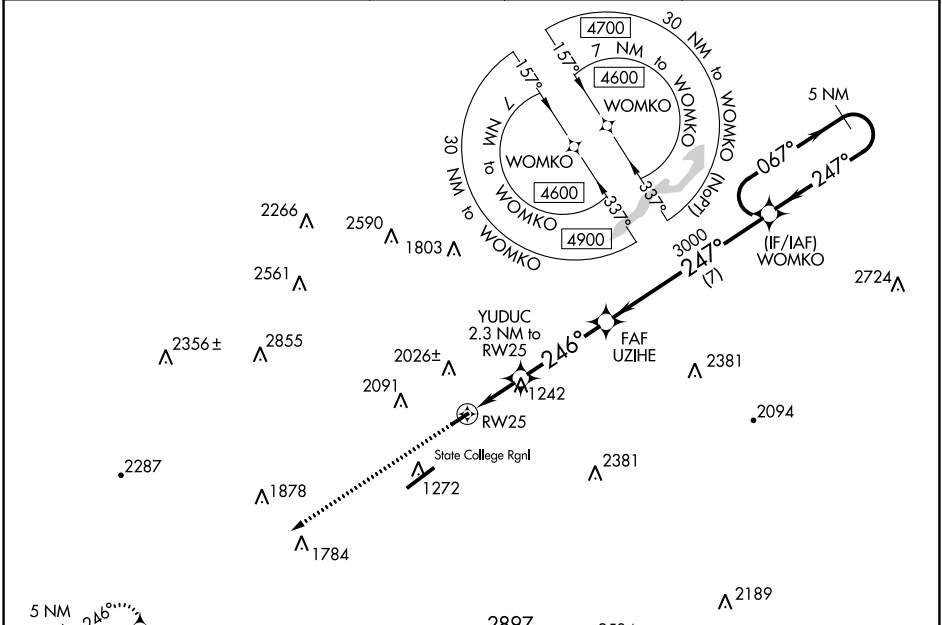 4700
30 NM to WOMKO (NoPT)
157°
7 NM to WOMKO
4600
WOMKO
337°
157°
7 NM to WOMKO
WOMKO
4600
337°
4900
30 NM to WOMKO
5 NM
067°
247°
(IF/IAF)
WOMKO
3000
247°
(7)
2266
2590
1803
2561
2724
YUDUC
2.3 NM to
RW25
246°
FAF
UZIHE
2356±
2855
2026±
2381
2091
1242
2094
RW25
State College Rgnl
2287
2381
1878
1272
1784
2189
5 NM
246°
2897